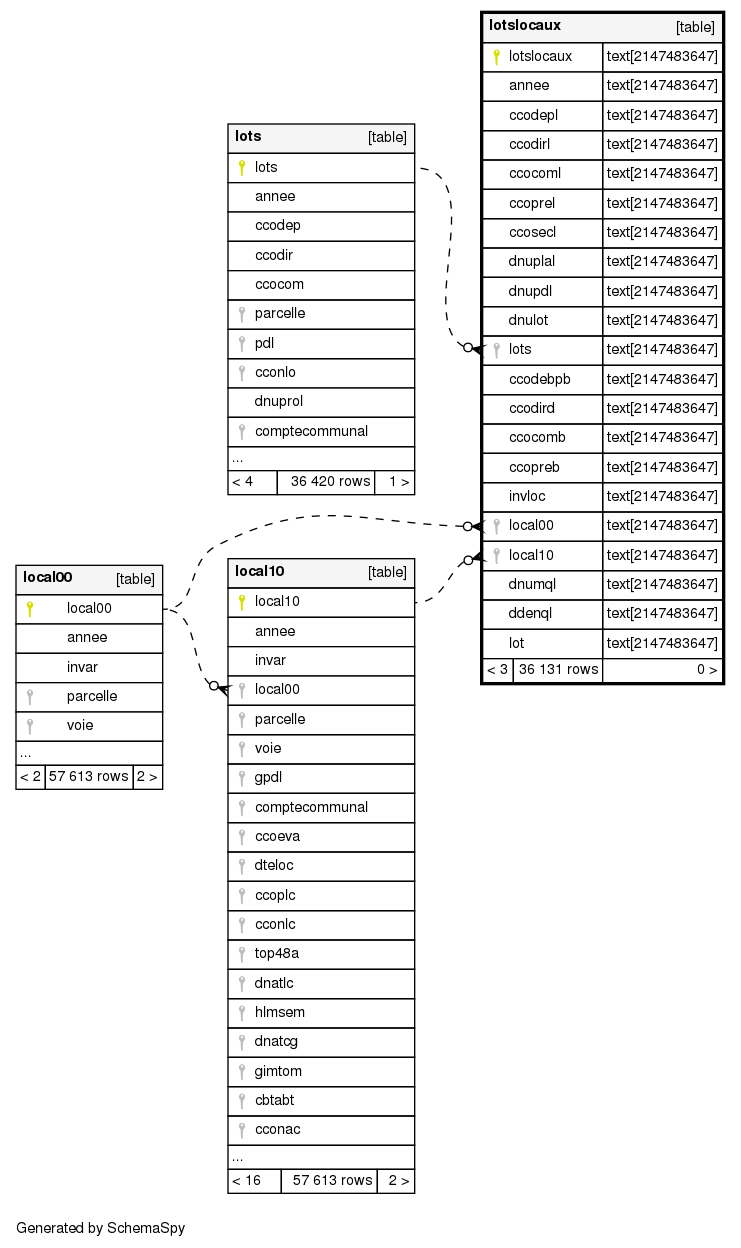 lotslocaux [table]
lotslocaux text[2147483647]
annee text[2147483647]
ccodepl text[2147483647]
ccodirl text[2147483647]
ccocoml text[2147483647]
ccoprel text[2147483647]
ccosecl text[2147483647]
dnuplal text[2147483647]
dnupdl text[2147483647]
dnulot text[2147483647]
lots text[2147483647]
ccodebpb text[2147483647]
ccodird text[2147483647]
ccocomb text[2147483647]
ccopreb text[2147483647]
invloc text[2147483647]
local00 text[2147483647]
local10 text[2147483647]
dnumql text[2147483647]
ddenql text[2147483647]
lot text[2147483647]
< 3 36 131 rows 0 >
lots [table]
lots
annee
ccodep
ccodir
ccocom
parcelle
pdl
cconlo
dnuprol
comptecommunal
...
< 4 36 420 rows 1 >
local00 [table]
local00
annee
invar
parcelle
voie
...
< 2 57 613 rows 2 >
local10 [table]
local10
annee
invar
local00
parcelle
voie
gpdl
comptecommunal
ccoeva
dteloc
ccoplc
cconlc
top48a
dnatlc
hlmsem
dnatcg
gimtom
cbtabt
cconac
...
< 16 57 613 rows 2 >
Generated by SchemaSpy